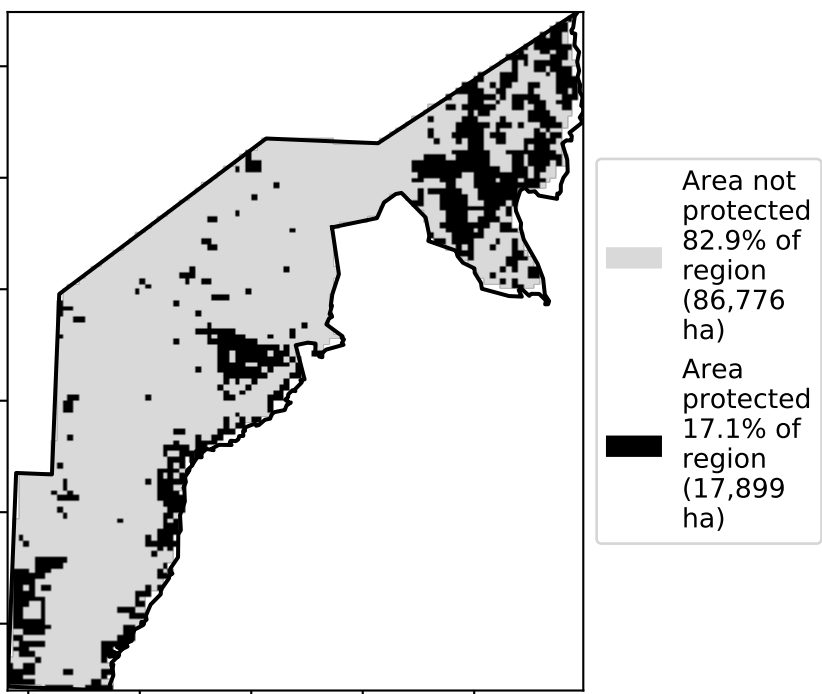 Area not
protected
82.9% of
region
(86,776
ha)
Area
protected
17.1% of
region
(17,899
ha)